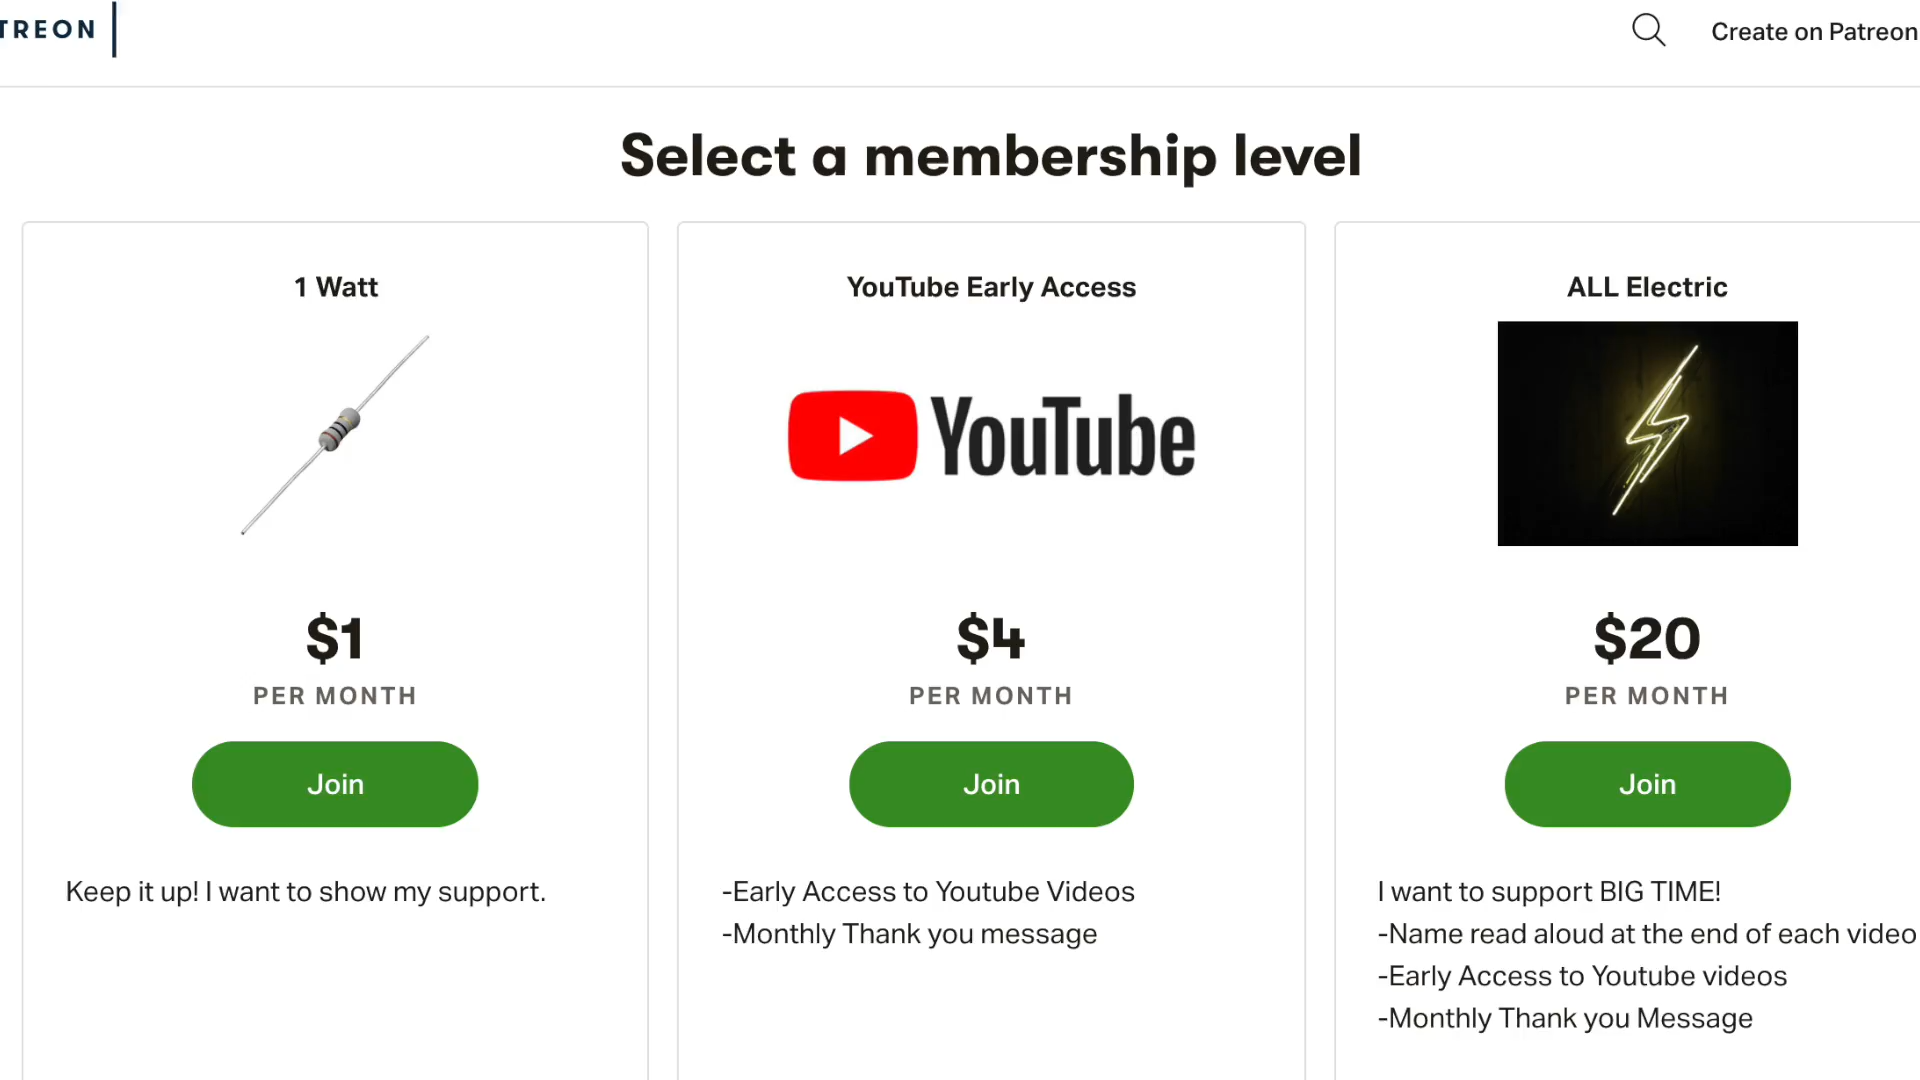 TREON
Create on Patreon
Select a membership level
1 Watt
$1
PER MONTH
Join
Keep it up! I want to show my support.
YouTube Early Access
YouTube
$4
PER MONTH
Join
-Early Access to Youtube Videos
-Monthly Thank you message
ALL Electric
$20
PER MONTH
Join
I want to support BIG TIME!
-Name read aloud at the end of each video
-Early Access to Youtube videos
-Monthly Thank you Message